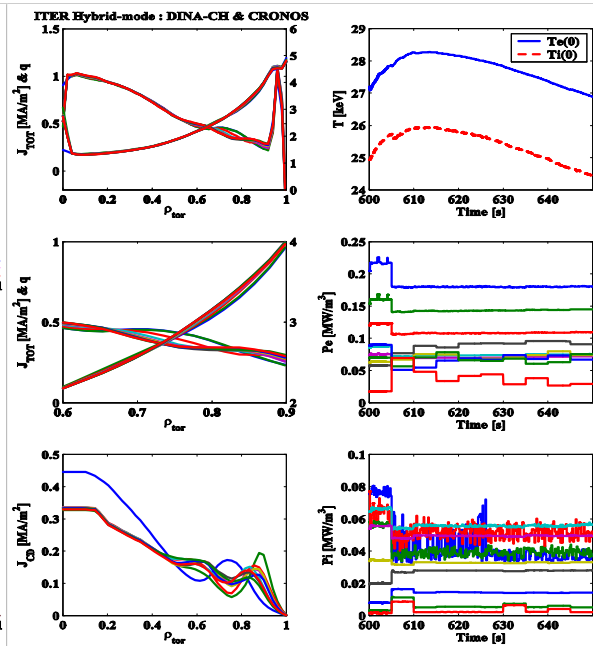 ITER Hybrid-mode : DINA-CH & CRONOS
1.5
1
0.5
0
6
5
4
3
2
1
0
J_TOT [MA/m²] & q
0 0.2 0.4 0.6 0.8 1
ρ_tor
29
28
27
26
25
24
T [keV]
Te(0)
Ti(0)
600 610 620 630 640
Time [s]
1
0.5
0
4
3
2
J_TOT [MA/m²] & q
0.6 0.7 0.8 0.9
ρ_tor
0.25
0.2
0.15
0.1
0.05
0
Pe [MW/m³]
600 610 620 630 640
Time [s]
0.5
0.4
0.3
0.2
0.1
0
J_CD [MA/m²]
0 0.2 0.4 0.6 0.8 1
ρ_tor
0.1
0.08
0.06
0.04
0.02
0
Pi [MW/m³]
600 610 620 630 640
Time [s]